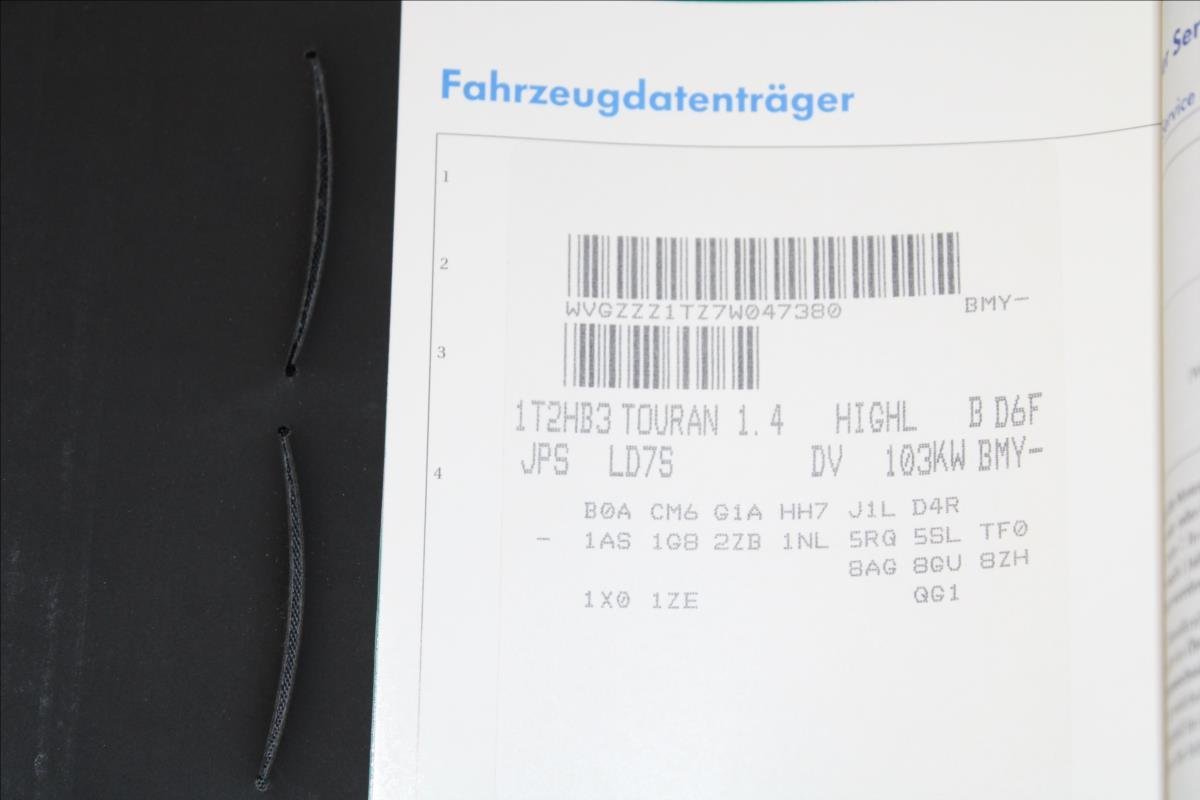 Fahrzeugdatenträger
1
2
WVGZZZ1TZ7W047380 BMY-
3
1T2HB3 TOURAN 1.4 HIGHL B D6F
JPS LD7S DV 103KW BMY-
4
B0A CM6 G1A HH7 J1L D4R
- 1AS 1G8 2ZB 1NL 5RQ 5SL TF0
8AG 8GU 8ZH
1X0 1ZE QG1